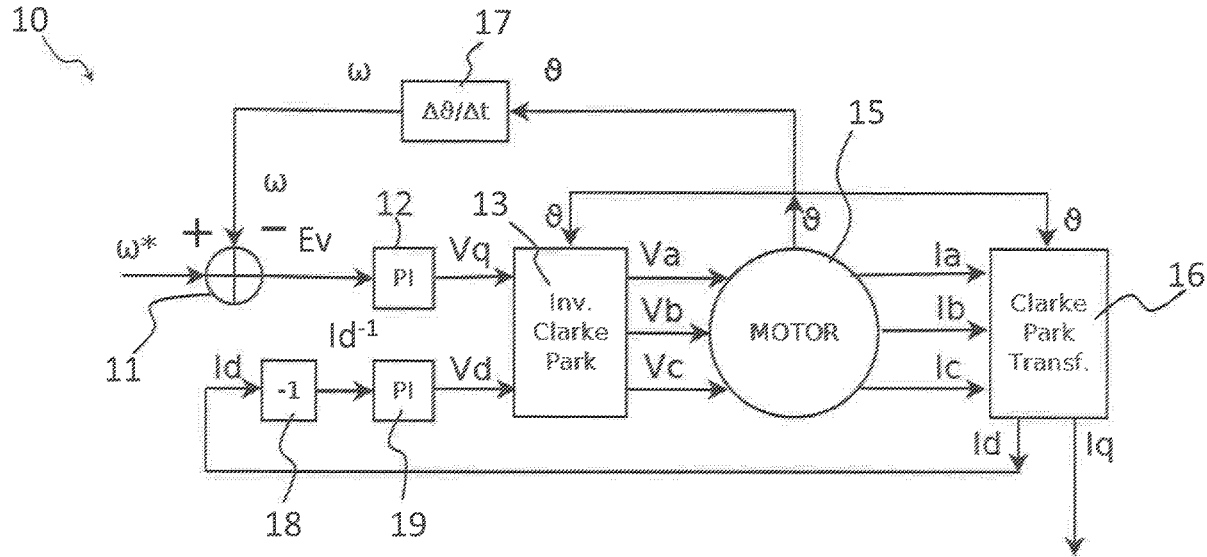 10
17
ω
ϑ
Δϑ/Δt
15
ω
12
13
ϑ
ϑ
ϑ
ω*
+
−
Ev
PI
Vq
Inv.
Clarke
Park
Va
Vb
Vc
MOTOR
Ia
Ib
Ic
Clarke
Park
Transf.
16
11
Id
-1
Id-1
PI
Vd
18
19
Id
Iq